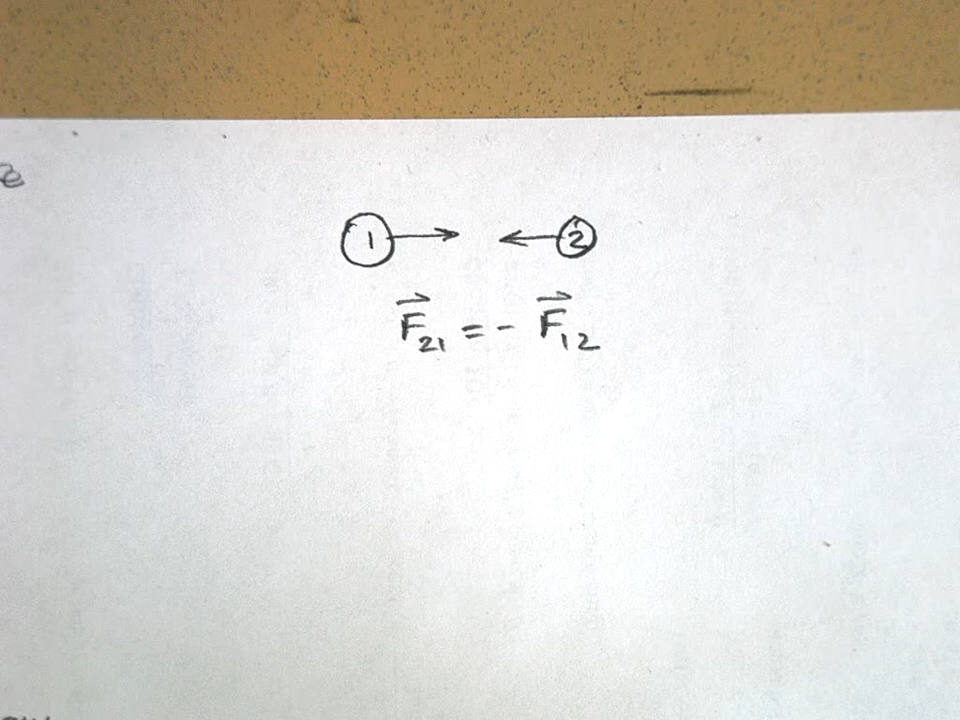 1 2
F⃗₂₁ = - F⃗₁₂